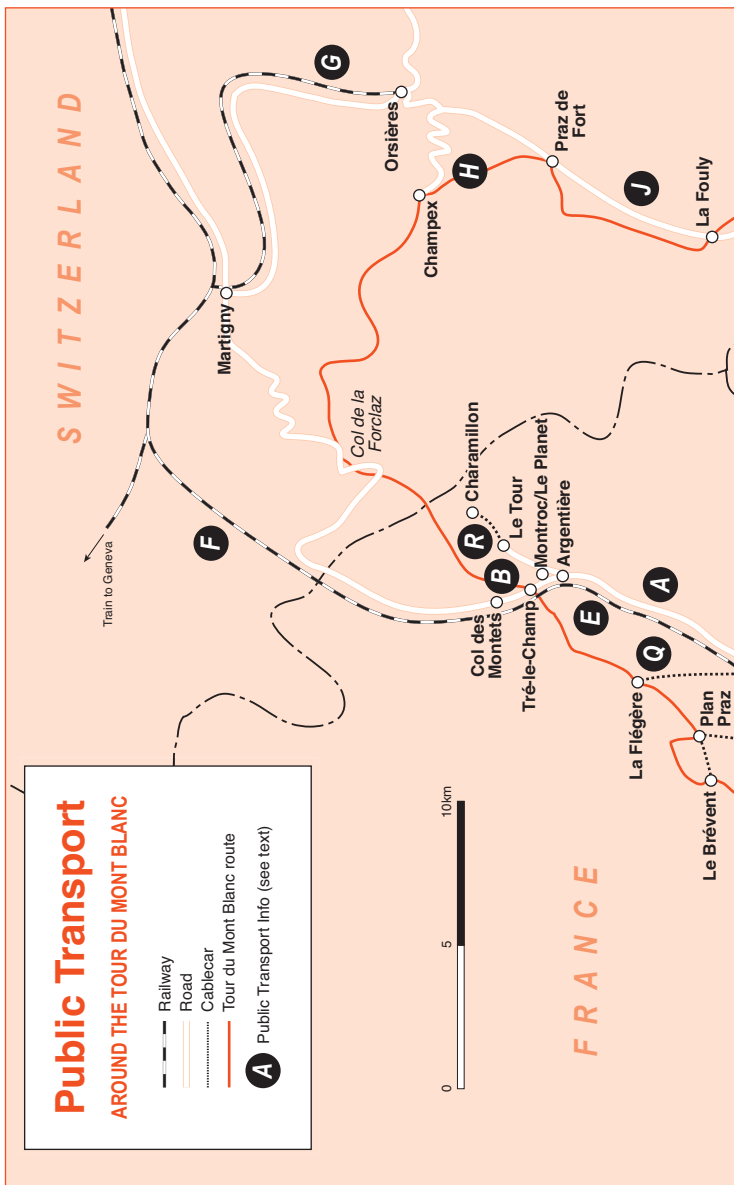 Public Transport
AROUND THE TOUR DU MONT BLANC
Railway
Road
Cablecar
Tour du Mont Blanc route
A Public Transport Info (see text)
SWITZERLAND
FRANCE
Train to Geneva
F
Martigny
G
Orsières
Champex
H
Praz de
Fort
J
La Fouly
Col de la
Forclaz
Charamillon
R
Le Tour
B
Montroc/Le Planet
Argentière
Col des
Montets
Tré-le-Champ
E
A
Q
La Flégère
Plan
Praz
Le Brévent
0
5
10km